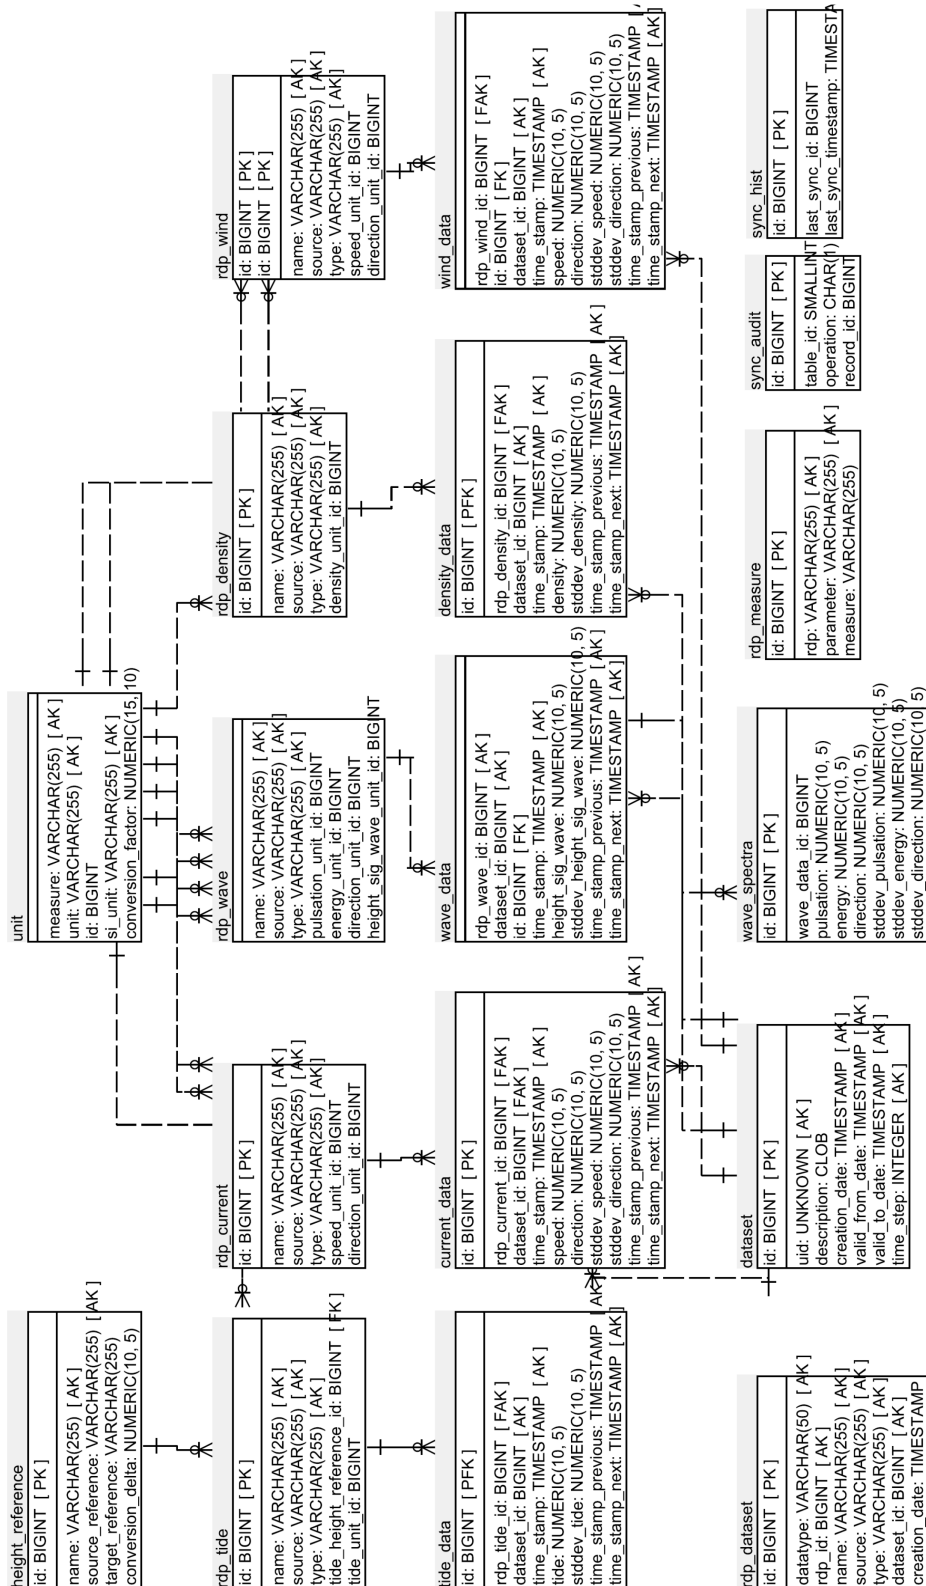 height_reference
id: BIGINT [ PK ]
name: VARCHAR(255) [ AK ]
source_reference: VARCHAR(255) [ AK ]
target_reference: VARCHAR(255)
conversion_delta: NUMERIC(10, 5)
unit
measure: VARCHAR(255) [ AK ]
unit: VARCHAR(255) [ AK ]
id: BIGINT
si_unit: VARCHAR(255) [ AK ]
conversion_factor: NUMERIC(15, 10)
rdp_tide
id: BIGINT [ PK ]
name: VARCHAR(255) [ AK ]
source: VARCHAR(255) [ AK ]
type: VARCHAR(255) [ AK ]
tide_height_reference_id: BIGINT [ FK ]
tide_unit_id: BIGINT
rdp_current
id: BIGINT [ PK ]
name: VARCHAR(255) [ AK ]
source: VARCHAR(255) [ AK ]
type: VARCHAR(255) [ AK ]
speed_unit_id: BIGINT
direction_unit_id: BIGINT
rdp_wave
name: VARCHAR(255) [ AK ]
source: VARCHAR(255) [ AK ]
type: VARCHAR(255) [ AK ]
pulsation_unit_id: BIGINT
energy_unit_id: BIGINT
direction_unit_id: BIGINT
height_sig_wave_unit_id: BIGINT
rdp_density
id: BIGINT [ PK ]
name: VARCHAR(255) [ AK ]
source: VARCHAR(255) [ AK ]
type: VARCHAR(255) [ AK ]
density_unit_id: BIGINT
rdp_wind
id: BIGINT [ PK ]
id: BIGINT [ PK ]
name: VARCHAR(255) [ AK ]
source: VARCHAR(255) [ AK ]
type: VARCHAR(255) [ AK ]
speed_unit_id: BIGINT
direction_unit_id: BIGINT
tide_data
id: BIGINT [ PFK ]
rdp_tide_id: BIGINT [ FAK ]
dataset_id: BIGINT [ AK ]
time_stamp: TIMESTAMP [ AK ]
tide: NUMERIC(10, 5)
stddev_tide: NUMERIC(10, 5)
time_stamp_previous: TIMESTAMP [ AK ]
time_stamp_next: TIMESTAMP [ AK ]
current_data
id: BIGINT [ PK ]
rdp_current_id: BIGINT [ FAK ]
dataset_id: BIGINT [ FAK ]
time_stamp: TIMESTAMP [ AK ]
speed: NUMERIC(10, 5)
direction: NUMERIC(10, 5)
stddev_speed: NUMERIC(10, 5)
stddev_direction: NUMERIC(10, 5)
time_stamp_previous: TIMESTAMP [ AK ]
time_stamp_next: TIMESTAMP [ AK ]
wave_data
rdp_wave_id: BIGINT [ AK ]
dataset_id: BIGINT [ AK ]
id: BIGINT [ FK ]
time_stamp: TIMESTAMP [ AK ]
height_sig_wave: NUMERIC(10, 5)
stddev_height_sig_wave: NUMERIC(10, 5)
time_stamp_previous: TIMESTAMP [ AK ]
time_stamp_next: TIMESTAMP [ AK ]
density_data
id: BIGINT [ PFK ]
rdp_density_id: BIGINT [ FAK ]
dataset_id: BIGINT [ AK ]
time_stamp: TIMESTAMP [ AK ]
density: NUMERIC(10, 5)
stddev_density: NUMERIC(10, 5)
time_stamp_previous: TIMESTAMP [ AK ]
time_stamp_next: TIMESTAMP [ AK ]
wind_data
rdp_wind_id: BIGINT [ FAK ]
id: BIGINT [ FK ]
dataset_id: BIGINT [ AK ]
time_stamp: TIMESTAMP [ AK ]
speed: NUMERIC(10, 5)
direction: NUMERIC(10, 5)
stddev_speed: NUMERIC(10, 5)
stddev_direction: NUMERIC(10, 5)
time_stamp_previous: TIMESTAMP [
time_stamp_next: TIMESTAMP [ AK ]
rdp_dataset
id: BIGINT [ PK ]
datatype: VARCHAR(50) [ AK ]
rdp_id: BIGINT [ AK ]
name: VARCHAR(255) [ AK ]
source: VARCHAR(255) [ AK ]
type: VARCHAR(255) [ AK ]
dataset_id: BIGINT [ AK ]
creation_date: TIMESTAMP
dataset
id: BIGINT [ PK ]
uid: UNKNOWN [ AK ]
description: CLOB
creation_date: TIMESTAMP [ AK ]
valid_from_date: TIMESTAMP [ AK ]
valid_to_date: TIMESTAMP [ AK ]
time_step: INTEGER [ AK ]
wave_spectra
id: BIGINT [ PK ]
wave_data_id: BIGINT
pulsation: NUMERIC(10, 5)
energy: NUMERIC(10, 5)
direction: NUMERIC(10, 5)
stddev_pulsation: NUMERIC(10, 5)
stddev_energy: NUMERIC(10, 5)
stddev_direction: NUMERIC(10, 5)
rdp_measure
id: BIGINT [ PK ]
rdp: VARCHAR(255) [ AK ]
parameter: VARCHAR(255) [ AK ]
measure: VARCHAR(255)
sync_audit
id: BIGINT [ PK ]
table_id: SMALLINT
operation: CHAR(1)
record_id: BIGINT
sync_hist
id: BIGINT [ PK ]
last_sync_id: BIGINT
last_sync_timestamp: TIMESTA